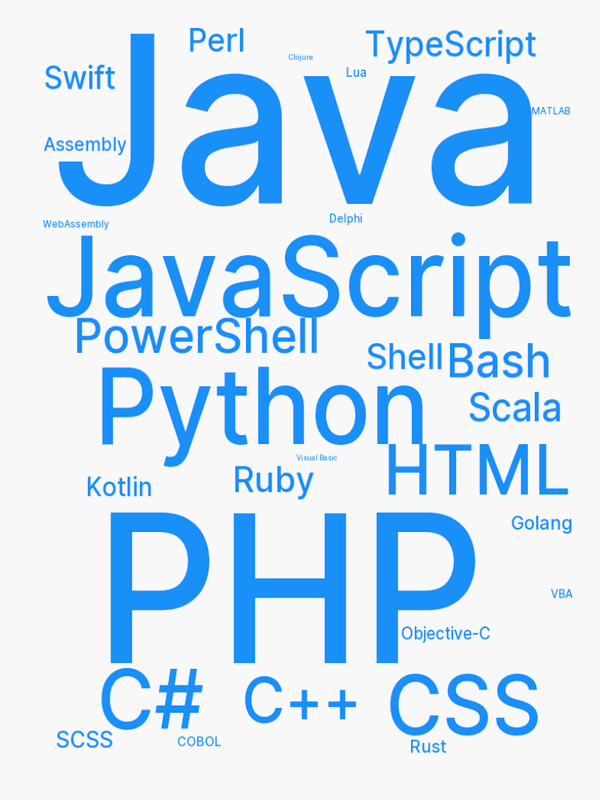 Perl
TypeScript
Clojure
Lua
Swift
Java
MATLAB
Assembly
Delphi
WebAssembly
JavaScript
PowerShell
Shell
Bash
Python
Scala
Visual Basic
HTML
Kotlin
Ruby
Golang
PHP
VBA
Objective-C
C#
C++
CSS
SCSS
COBOL
Rust